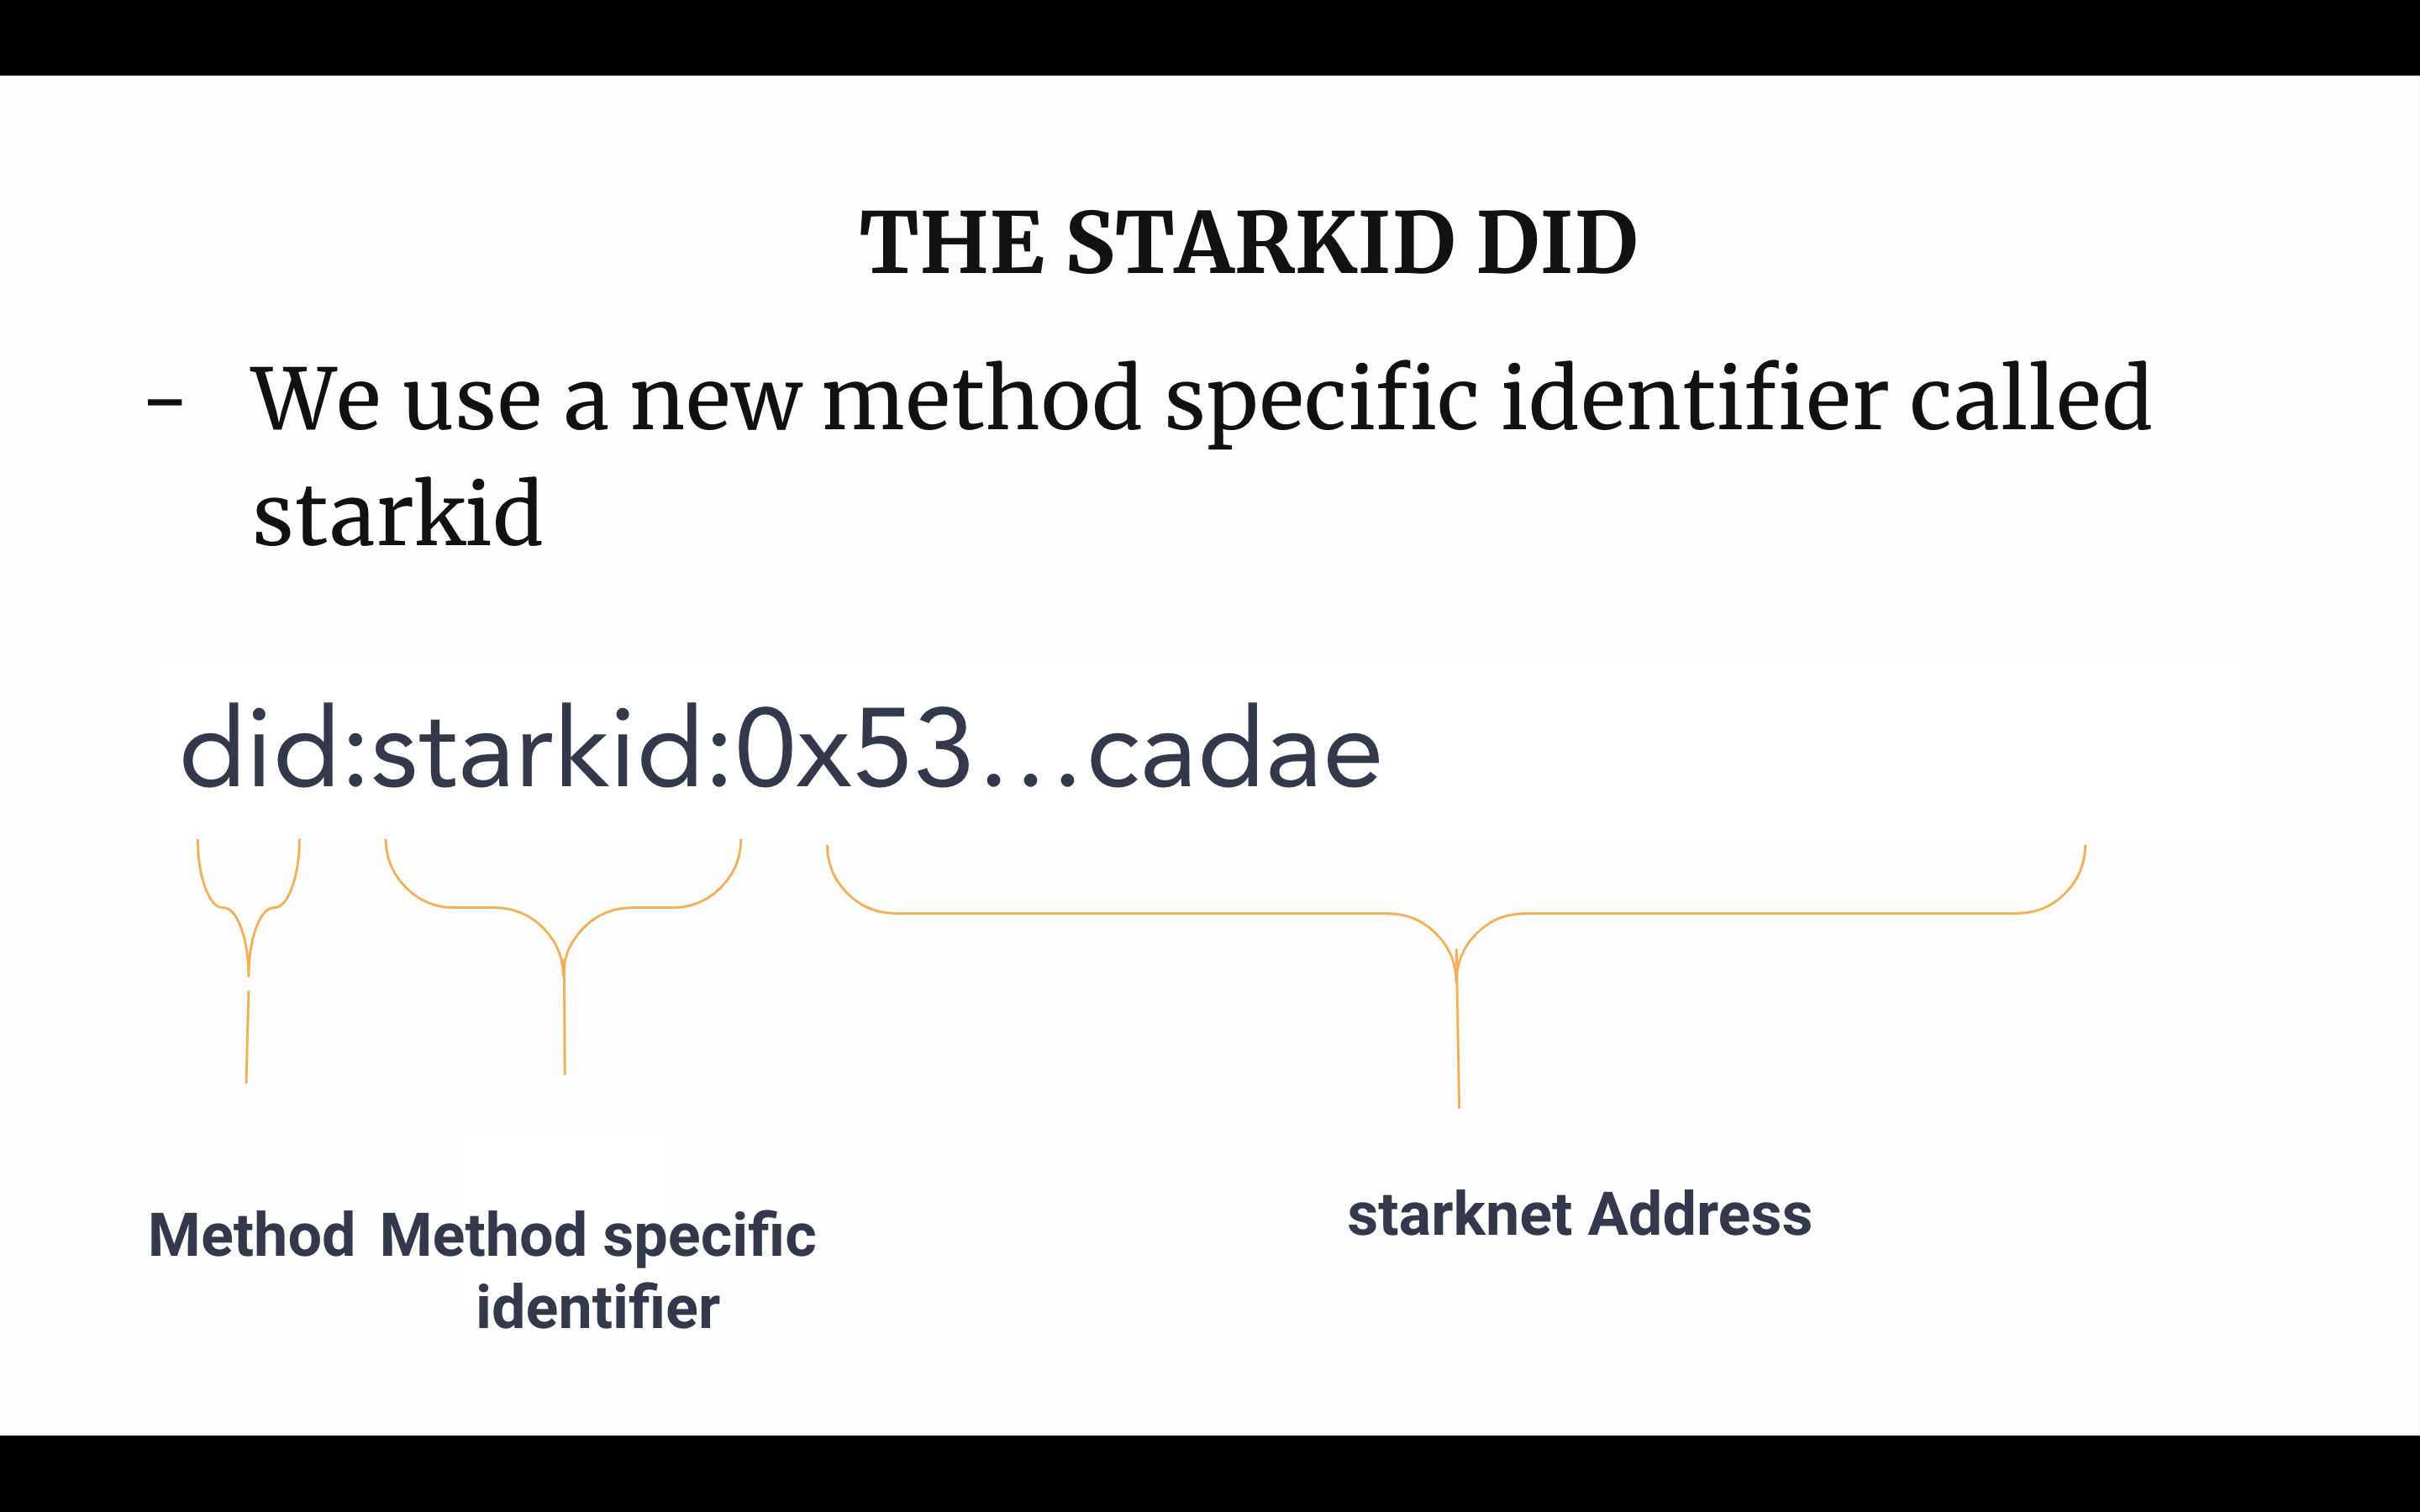 THE STARKID DID
- We use a new method specific identifier called
starkid
did:starkid:0x53...cadae
Method
Method specific
identifier
starknet Address